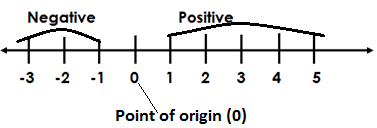 Negative Positive
-3 -2 -1 0 1 2 3 4 5
Point of origin (0)